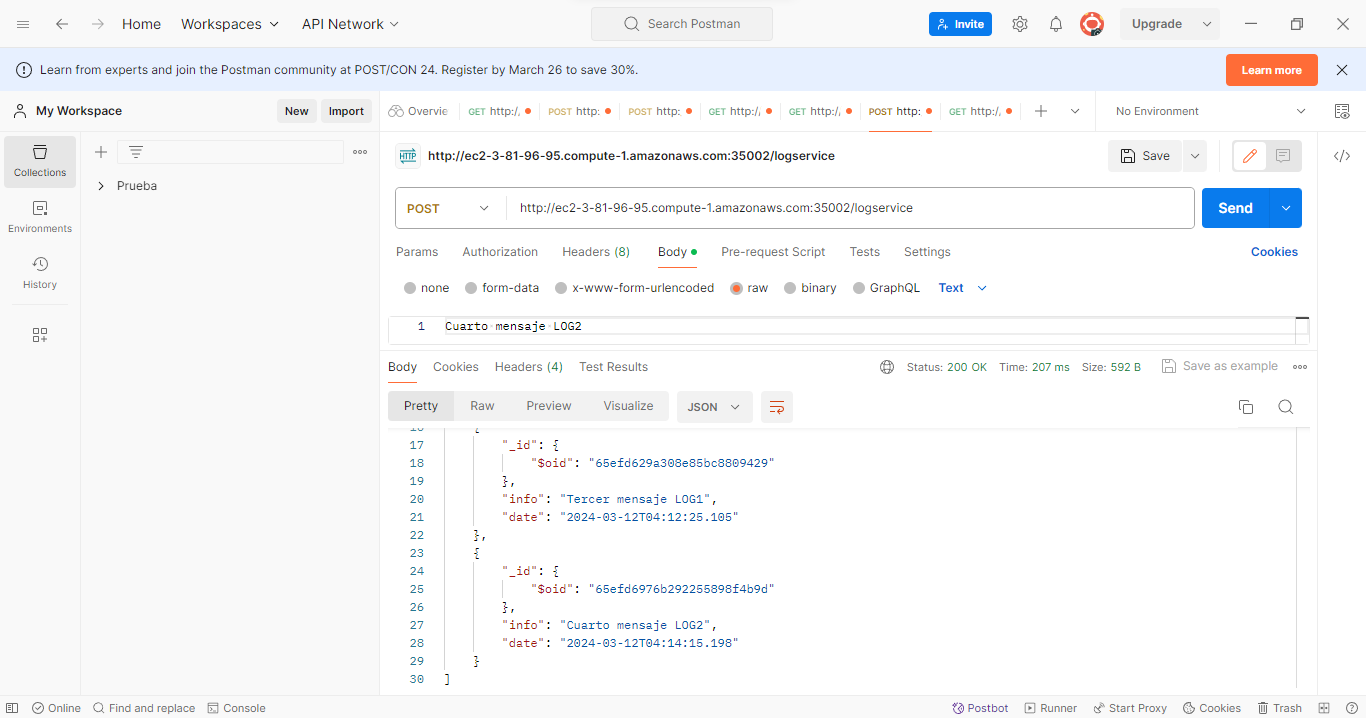 Home Workspaces API Network Search Postman Invite Upgrade
Learn from experts and join the Postman community at POST/CON 24. Register by March 26 to save 30%. Learn more
My Workspace New Import Overvie GET http:/, POST http: POST http: GET http:/, GET http:/, POST http: GET http:/, No Environment
Collections
Environments
History
Prueba
HTTP http://ec2-3-81-96-95.compute-1.amazonaws.com:35002/logservice Save
POST http://ec2-3-81-96-95.compute-1.amazonaws.com:35002/logservice Send
Params Authorization Headers (8) Body Pre-request Script Tests Settings Cookies
none form-data x-www-form-urlencoded raw binary GraphQL Text
1 Cuarto mensaje LOG2
Body Cookies Headers (4) Test Results Status: 200 OK Time: 207 ms Size: 592 B Save as example
Pretty Raw Preview Visualize JSON
16 {
17 "_id": {
18 "$oid": "65efd629a308e85bc8809429"
19 },
20 "info": "Tercer mensaje LOG1",
21 "date": "2024-03-12T04:12:25.105"
22 },
23 {
24 "_id": {
25 "$oid": "65efd6976b292255898f4b9d"
26 },
27 "info": "Cuarto mensaje LOG2",
28 "date": "2024-03-12T04:14:15.198"
29 }
30 ]
Online Find and replace Console Postbot Runner Start Proxy Cookies Trash